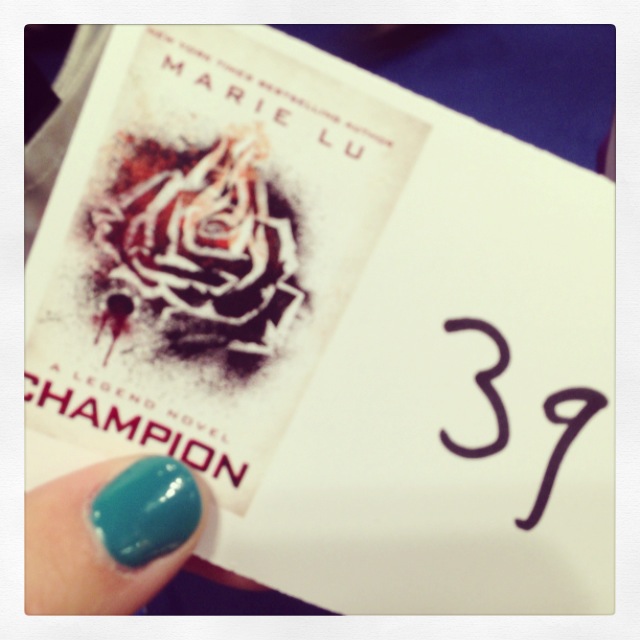 NEW YORK TIMES BESTSELLING AUTHOR
MARIE LU
A LEGEND NOVEL
CHAMPION
39